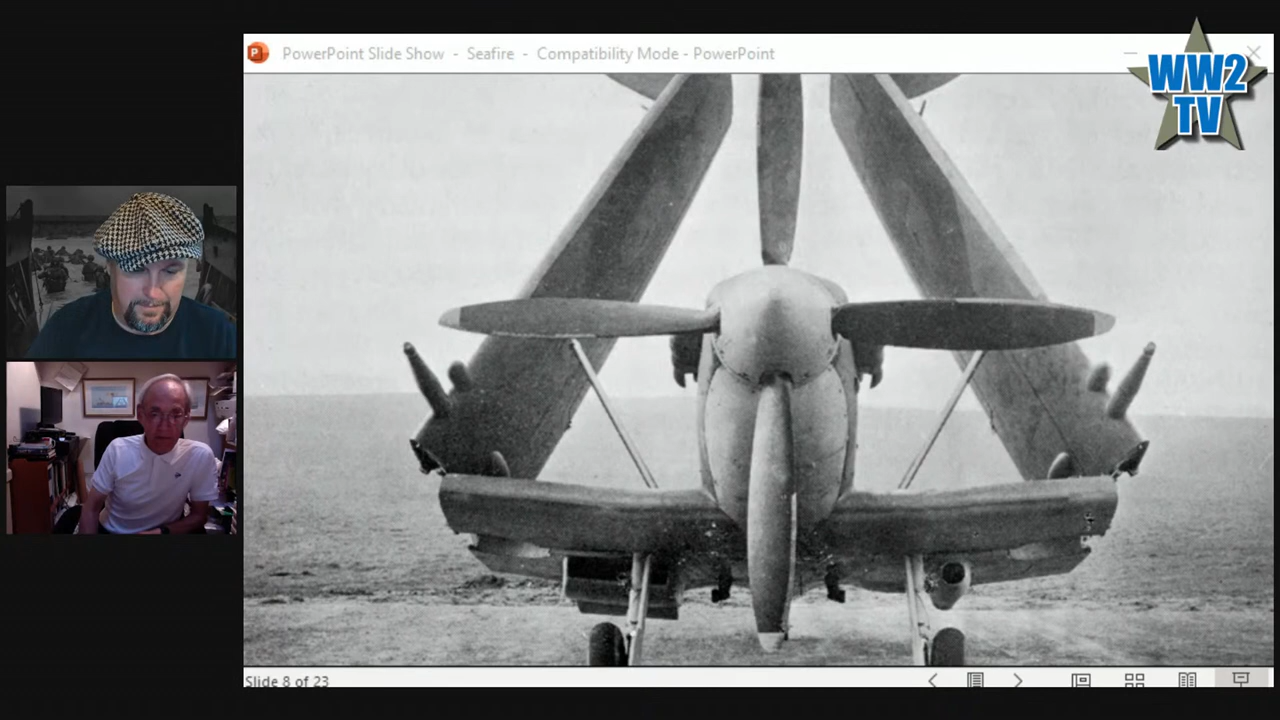 PowerPoint Slide Show - Seafire - Compatibility Mode - PowerPoint
WW2
TV
Slide 8 of 23